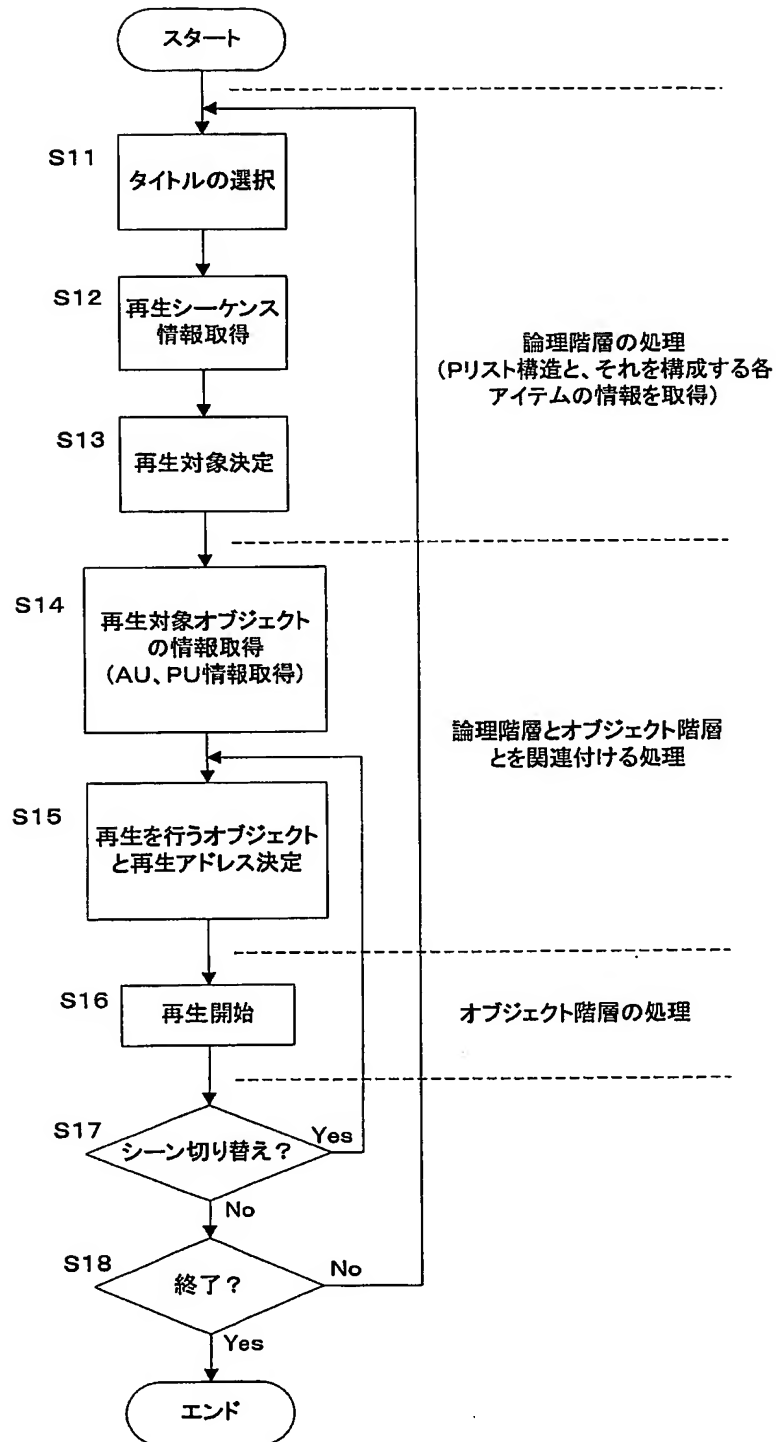 スタート
S11
タイトルの選択
S12
再生シーケンス
情報取得
論理階層の処理
(Pリスト構造と、それを構成する各
アイテムの情報を取得)
S13
再生対象決定
S14
再生対象オブジェクト
の情報取得
(AU、PU情報取得)
論理階層とオブジェクト階層
とを関連付ける処理
S15
再生を行うオブジェクト
と再生アドレス決定
S16
再生開始
オブジェクト階層の処理
S17
シーン切り替え?
Yes
No
S18
終了?
No
Yes
エンド